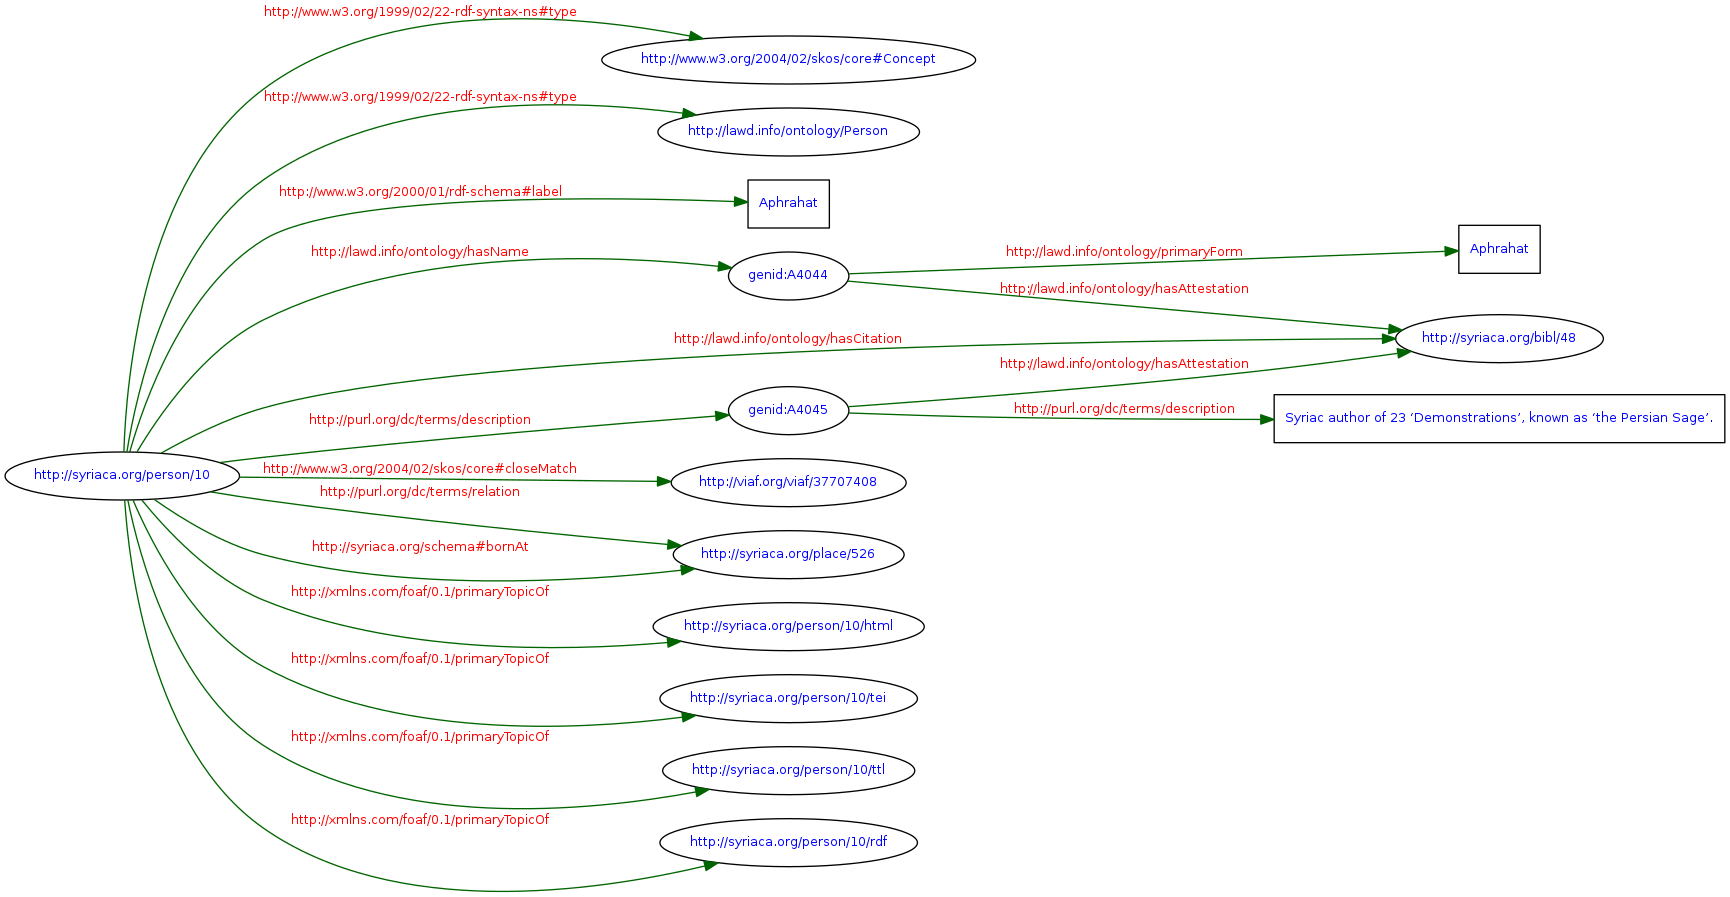 http://www.w3.org/1999/02/22-rdf-syntax-ns#type
http://www.w3.org/2004/02/skos/core#Concept
http://www.w3.org/1999/02/22-rdf-syntax-ns#type
http://lawd.info/ontology/Person
http://www.w3.org/2000/01/rdf-schema#label
Aphrahat
http://lawd.info/ontology/hasName
genid:A4044
http://lawd.info/ontology/primaryForm
Aphrahat
http://lawd.info/ontology/hasAttestation
http://lawd.info/ontology/hasCitation
http://syriaca.org/bibl/48
http://lawd.info/ontology/hasAttestation
http://purl.org/dc/terms/description
genid:A4045
http://purl.org/dc/terms/description
Syriac author of 23 ‘Demonstrations’, known as ‘the Persian Sage’.
http://syriaca.org/person/10
http://www.w3.org/2004/02/skos/core#closeMatch
http://viaf.org/viaf/37707408
http://purl.org/dc/terms/relation
http://syriaca.org/schema#bornAt
http://syriaca.org/place/526
http://xmlns.com/foaf/0.1/primaryTopicOf
http://syriaca.org/person/10/html
http://xmlns.com/foaf/0.1/primaryTopicOf
http://syriaca.org/person/10/tei
http://xmlns.com/foaf/0.1/primaryTopicOf
http://syriaca.org/person/10/ttl
http://xmlns.com/foaf/0.1/primaryTopicOf
http://syriaca.org/person/10/rdf